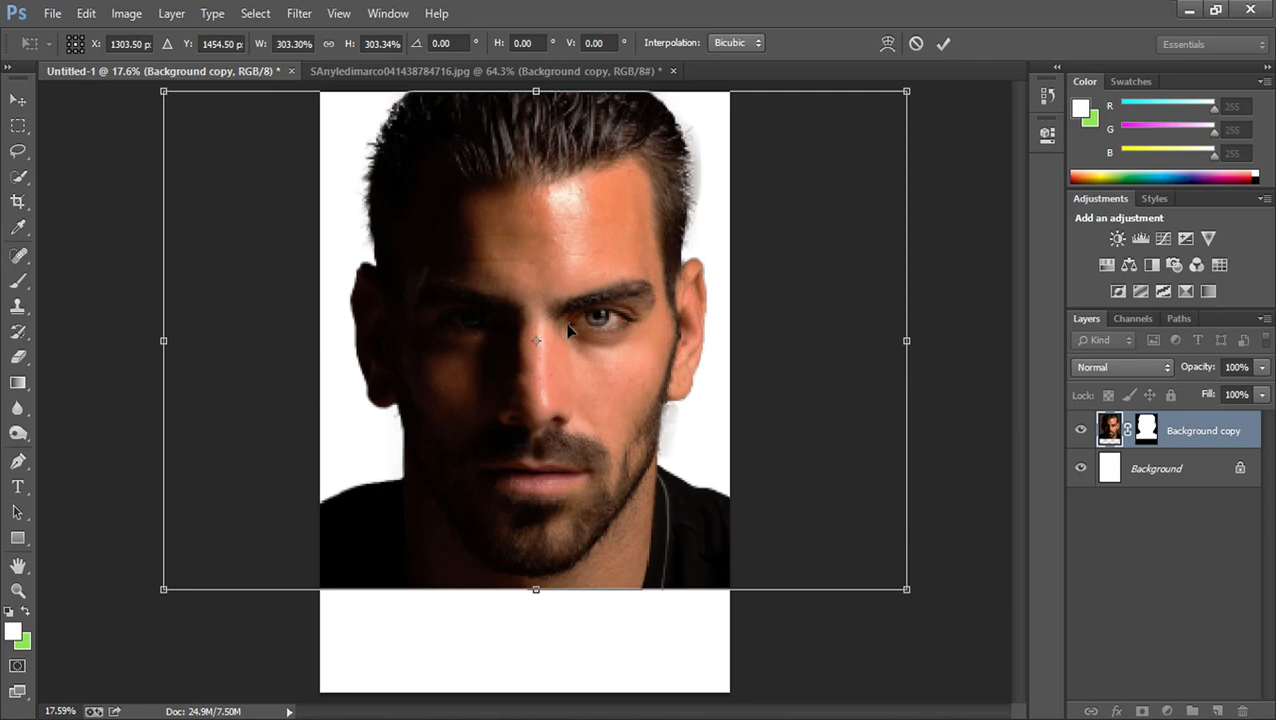 Ps File Edit Image Layer Type Select Filter View Window Help
X: 1303.50 p: Y: 1454.50 p: W: 303.30% H: 303.34% 0.00 ° H: 0.00 ° V: 0.00 ° Interpolation: Bicubic Essentials
Untitled-1 @ 17.6% (Background copy, RGB/8) * × SAnyledimarco041438784716.jpg @ 64.3% (Background copy, RGB/8#) * ×
Color Swatches
R 255
G 255
B 255
Adjustments Styles
Add an adjustment
Layers Channels Paths
Kind
Normal Opacity: 100%
Lock: Fill: 100%
Background copy
Background
17.59% Doc: 24.9M/7.50M